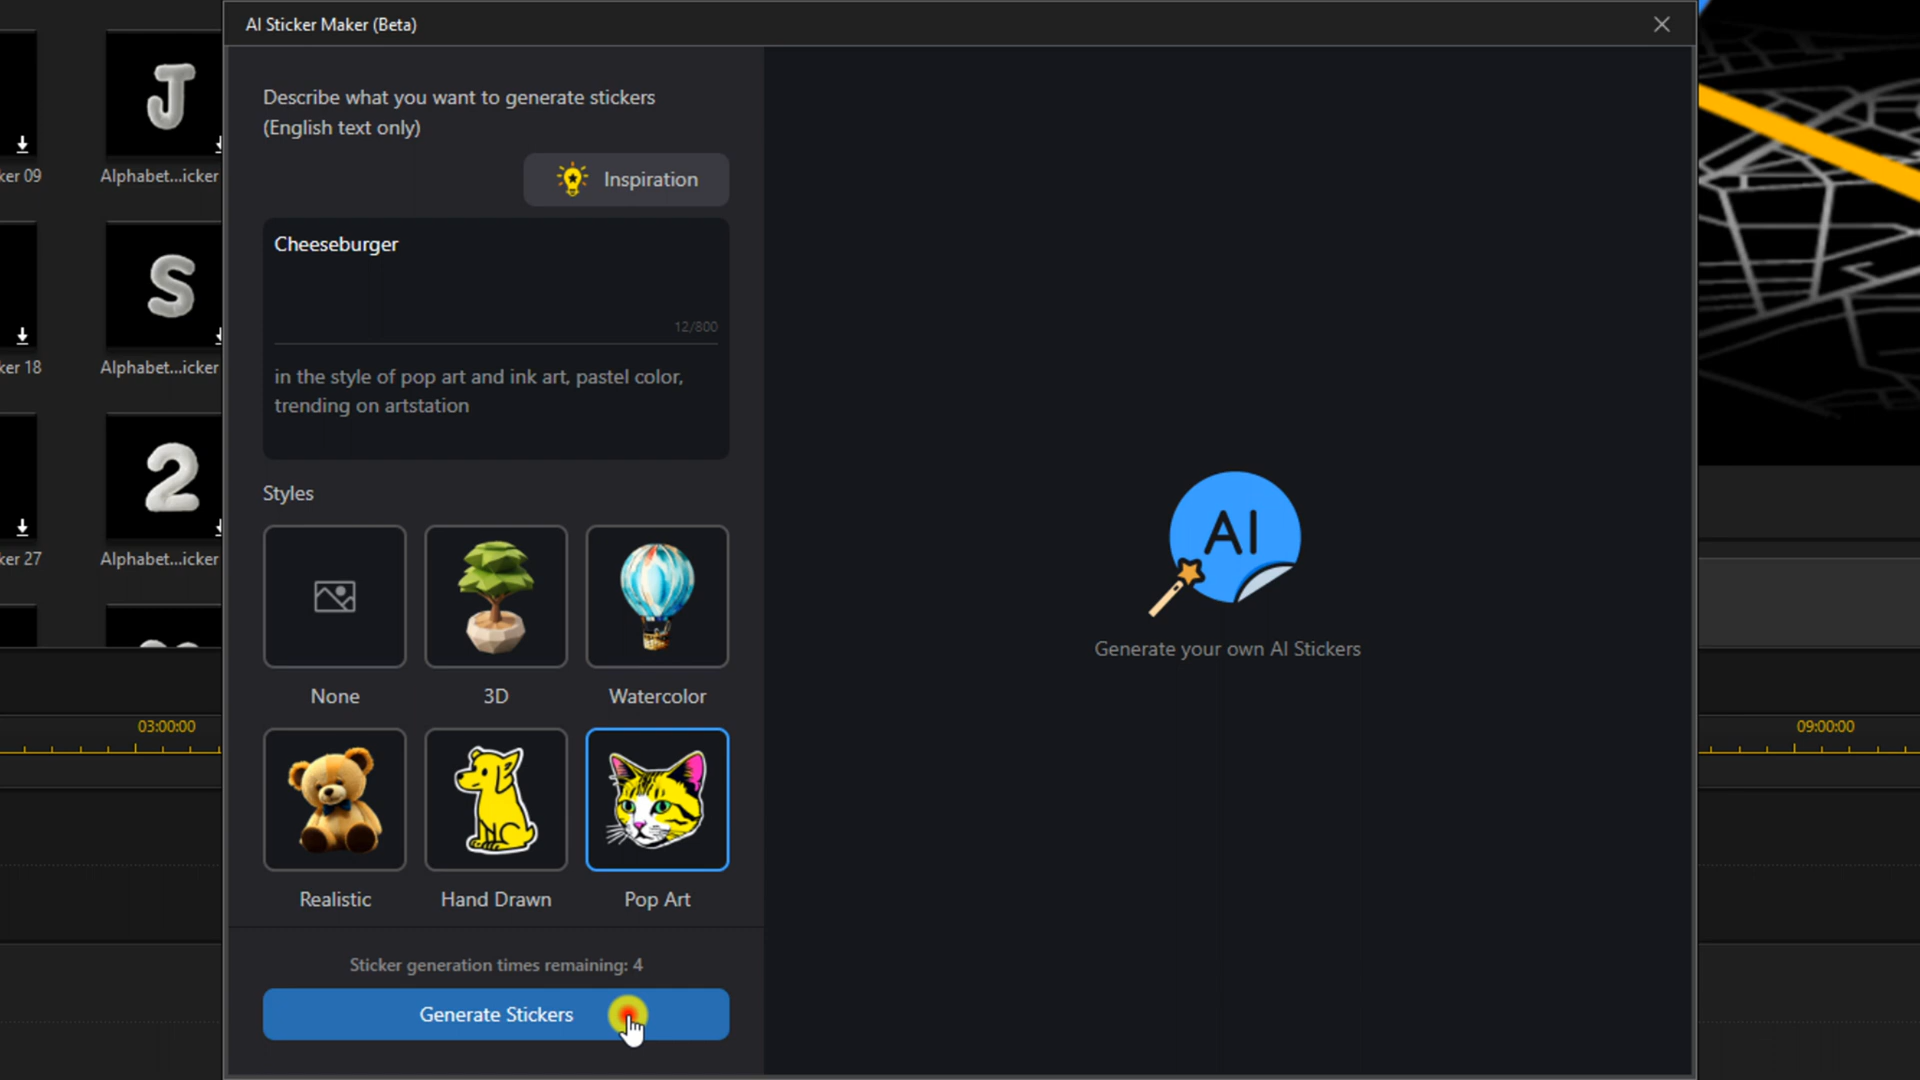 AI Sticker Maker (Beta)
Describe what you want to generate stickers
(English text only)
Inspiration
Cheeseburger
12/800
in the style of pop art and ink art, pastel color,
trending on artstation
Styles
None
3D
Watercolor
Realistic
Hand Drawn
Pop Art
Sticker generation times remaining: 4
Generate Stickers
AI
Generate your own AI Stickers
J
ker 09
Alphabet...icker
S
ker 18
Alphabet...icker
2
ker 27
Alphabet...icker
03:00:00
09:00:00